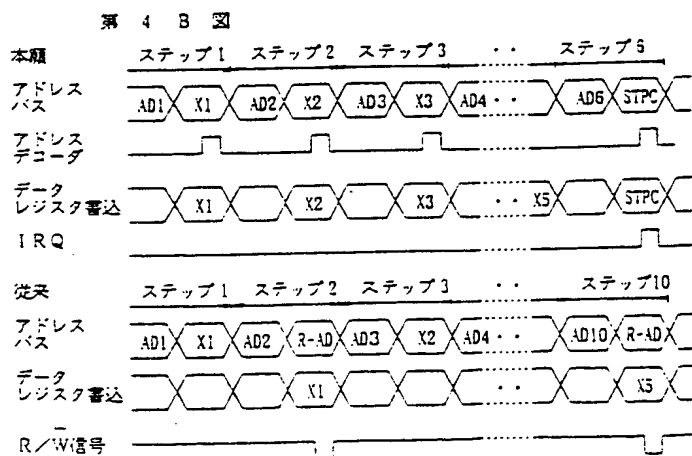 第 4 B 図
本願 ステップ1 ステップ2 ステップ3 ・・ ステップ6
アドレス
バス AD1 X1 AD2 X2 AD3 X3 AD4 ・・ AD6 STPC
アドレス
デコーダ
データ
レジスタ書込 X1 X2 X3 ・・ X5 STPC
IRQ
従来 ステップ1 ステップ2 ステップ3 ・・ ステップ10
アドレス
バス AD1 X1 AD2 R-AD AD3 X2 AD4 ・・ AD10 R-AD
データ
レジスタ書込 X1 ・・ X5
R/W̅信号